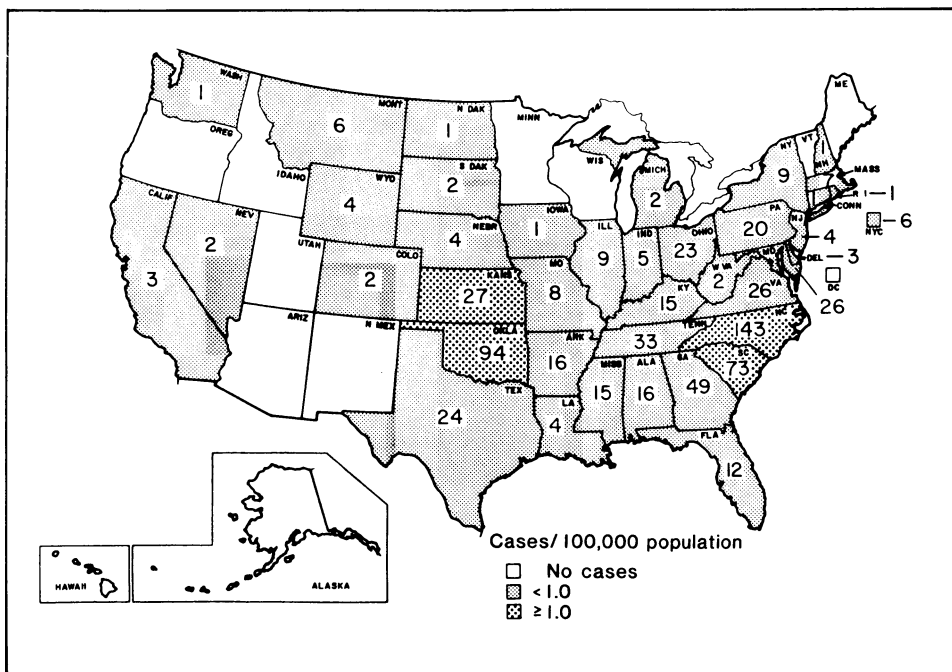 WASH
1
OREG
IDAHO
MONT
6
N DAK
1
MINN
S DAK
2
WYO
4
NEBR
4
IOWA
1
WIS
MICH
2
NY
9
VT
1
NH
ME
MASS
R I — 1
CONN
NYC — 6
CALIF
3
NEV
2
UTAH
COLO
2
KANS
27
MO
8
ILL
9
IND
5
OHIO
23
PA
20
NJ
4
DEL — 3
MD
26
DC
W VA
2
VA
26
KY
15
ARIZ
N MEX
OKLA
94
ARK
16
TENN
33
NC
143
SC
73
TEX
24
LA
4
MISS
15
ALA
16
GA
49
FLA
12
HAWAII
ALASKA
Cases/100,000 population
No cases
<1.0
≥1.0